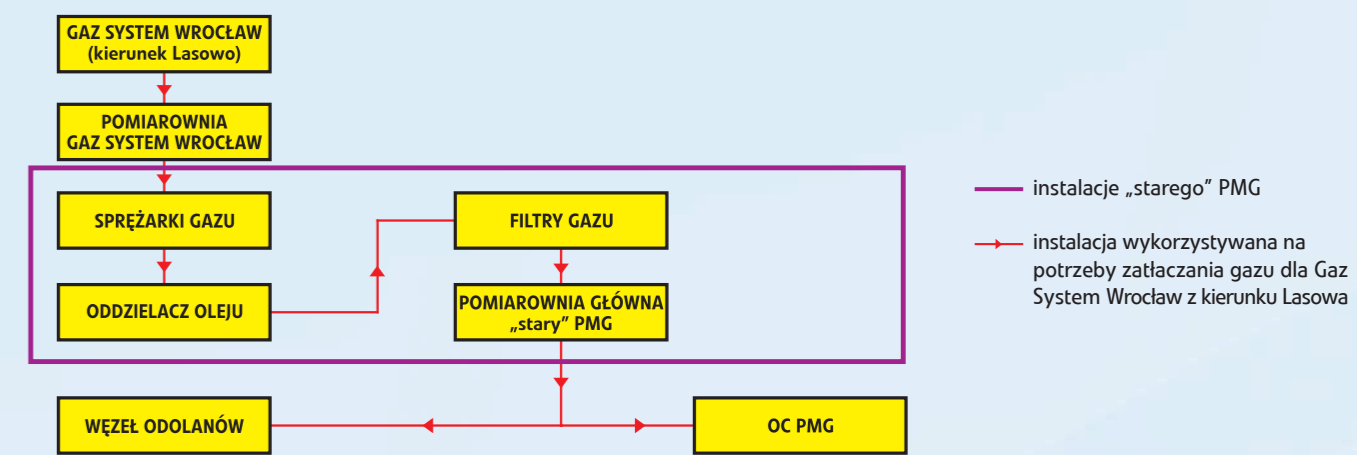 GAZ SYSTEM WROCŁAW
(kierunek Lasowo)
POMIAROWNIA
GAZ SYSTEM WROCŁAW
SPRĘŻARKI GAZU
ODDZIELACZ OLEJU
FILTRY GAZU
POMIAROWNIA GŁÓWNA
„stary” PMG
WĘZEŁ ODOLANÓW
OC PMG
instalacje „starego” PMG
instalacja wykorzystywana na
potrzeby zatłaczania gazu dla Gaz
System Wrocław z kierunku Lasowa